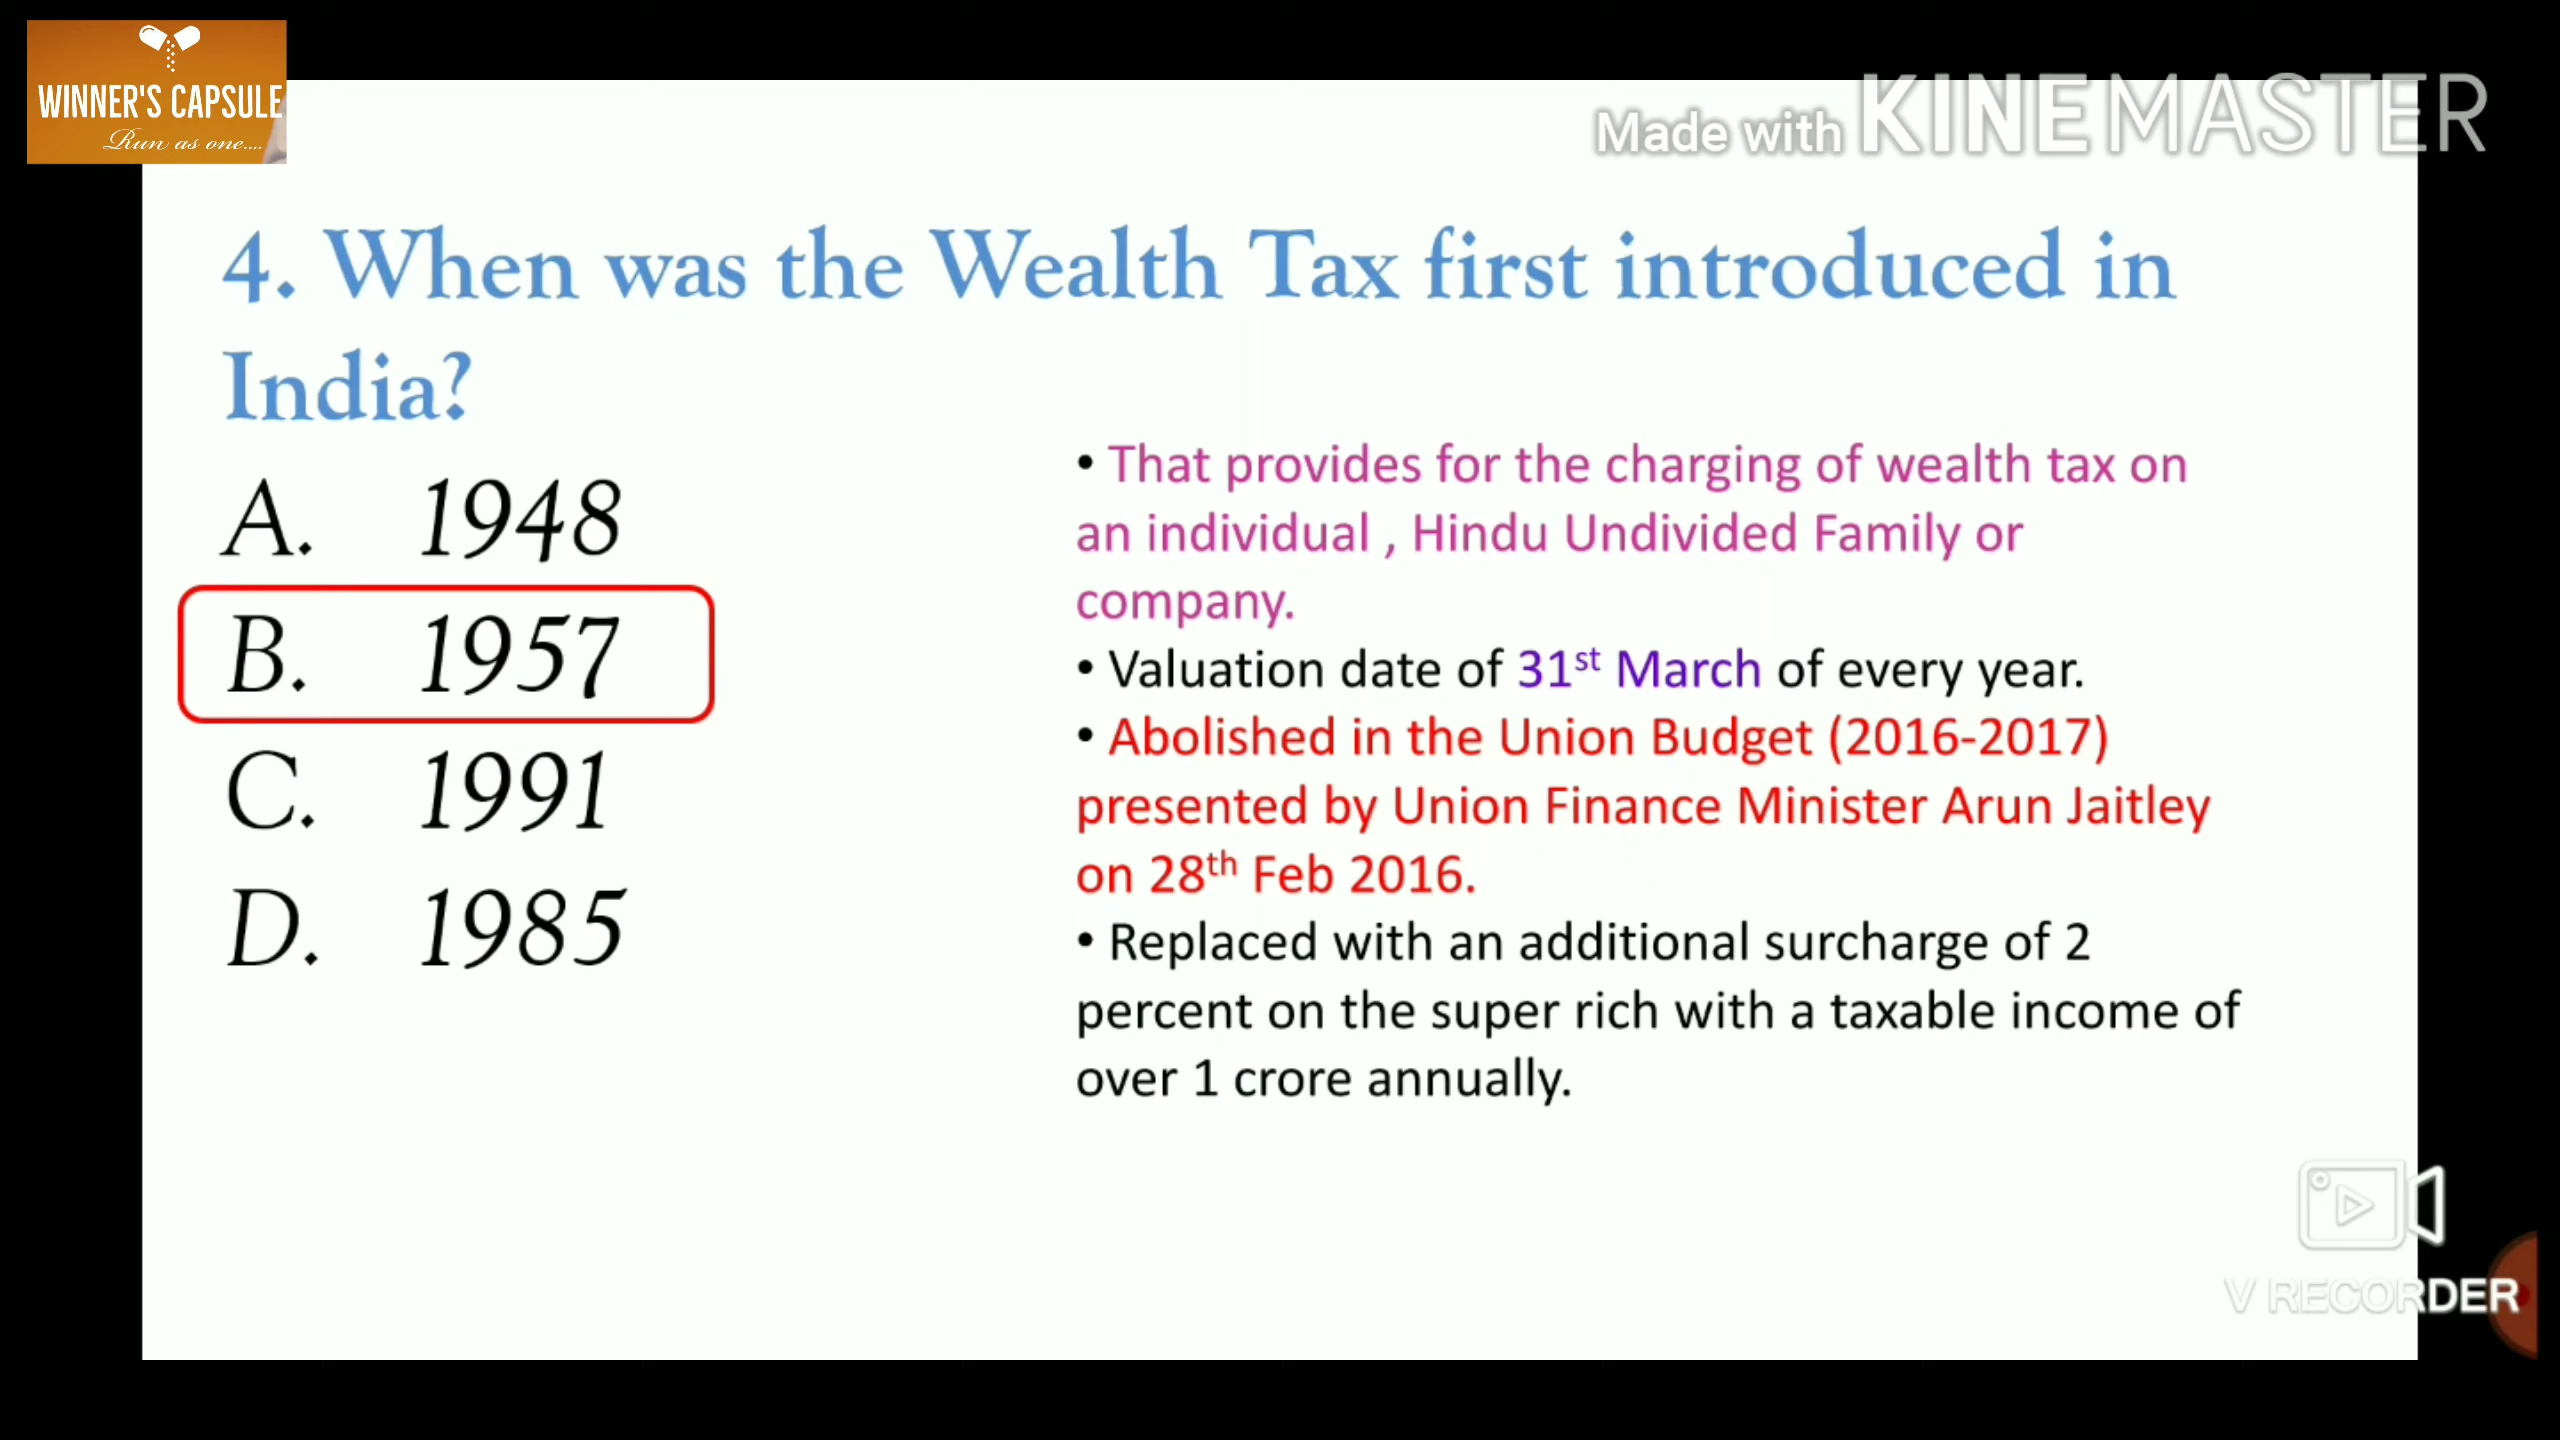 WINNER'S CAPSULE
Run as one....
Made with KINEMASTER
4. When was the Wealth Tax first introduced in
India?
A. 1948
B. 1957
C. 1991
D. 1985
• That provides for the charging of wealth tax on
an individual , Hindu Undivided Family or
company.
• Valuation date of 31st March of every year.
• Abolished in the Union Budget (2016-2017)
presented by Union Finance Minister Arun Jaitley
on 28th Feb 2016.
• Replaced with an additional surcharge of 2
percent on the super rich with a taxable income of
over 1 crore annually.
V RECORDER